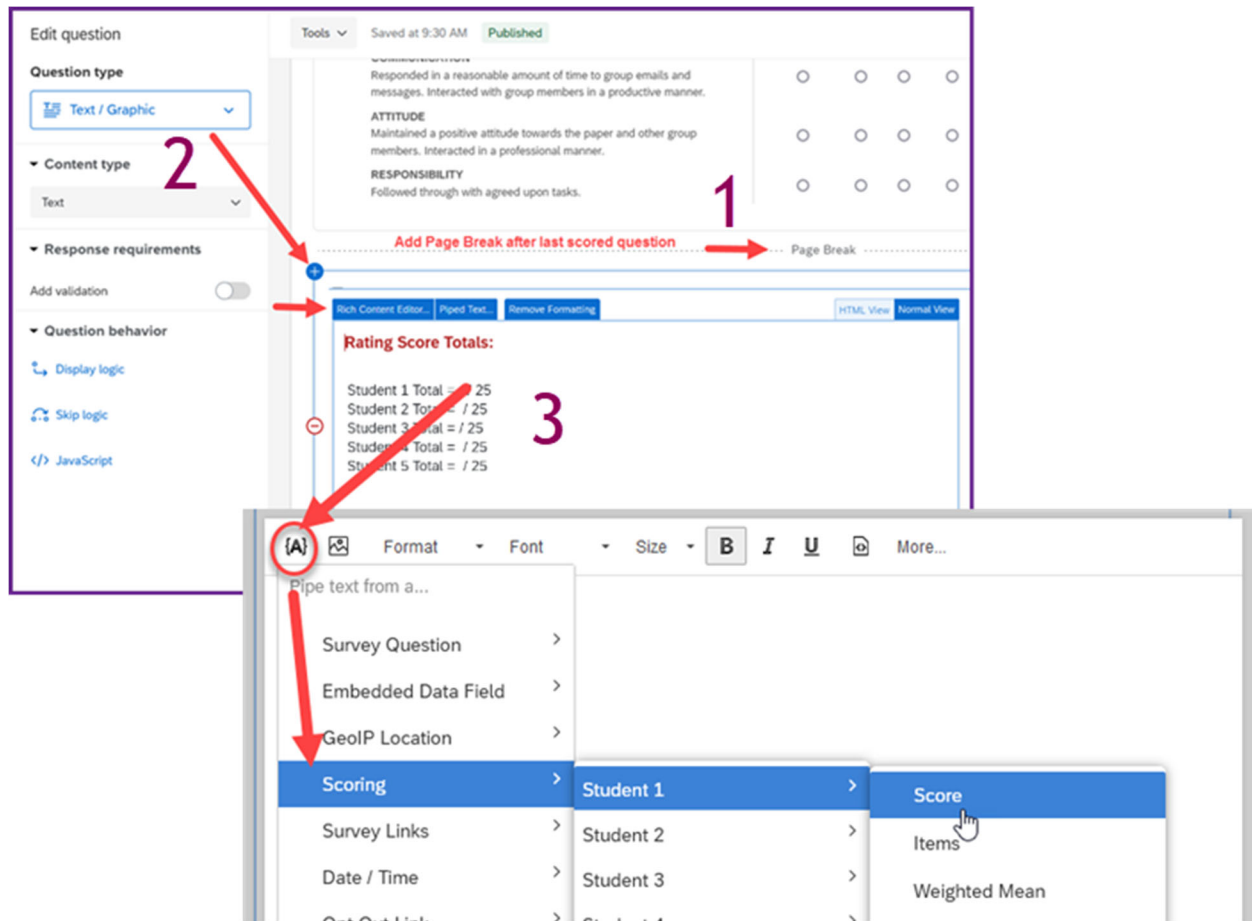 Edit question
Tools Saved at 9:30 AM Published
Question type
Text / Graphic
Content type
Text
Response requirements
Add validation
Question behavior
Display logic
Skip logic
</> JavaScript
COMMUNICATION
Responded in a reasonable amount of time to group emails and
messages. Interacted with group members in a productive manner.
ATTITUDE
Maintained a positive attitude towards the paper and other group
members. Interacted in a professional manner.
RESPONSIBILITY
Followed through with agreed upon tasks.
2
1
Add Page Break after last scored question
Page Break
Rich Content Editor... Piped Text... Remove Formatting HTML View Normal View
Rating Score Totals:
Student 1 Total = / 25
Student 2 Total = / 25
Student 3 Total = / 25
Student 4 Total = / 25
Student 5 Total = / 25
3
{A} Format Font Size B I U More...
Pipe text from a...
Survey Question
Embedded Data Field
GeoIP Location
Scoring
Survey Links
Date / Time
Opt Out Link
Student 1
Student 2
Student 3
Student 4
Score
Items
Weighted Mean